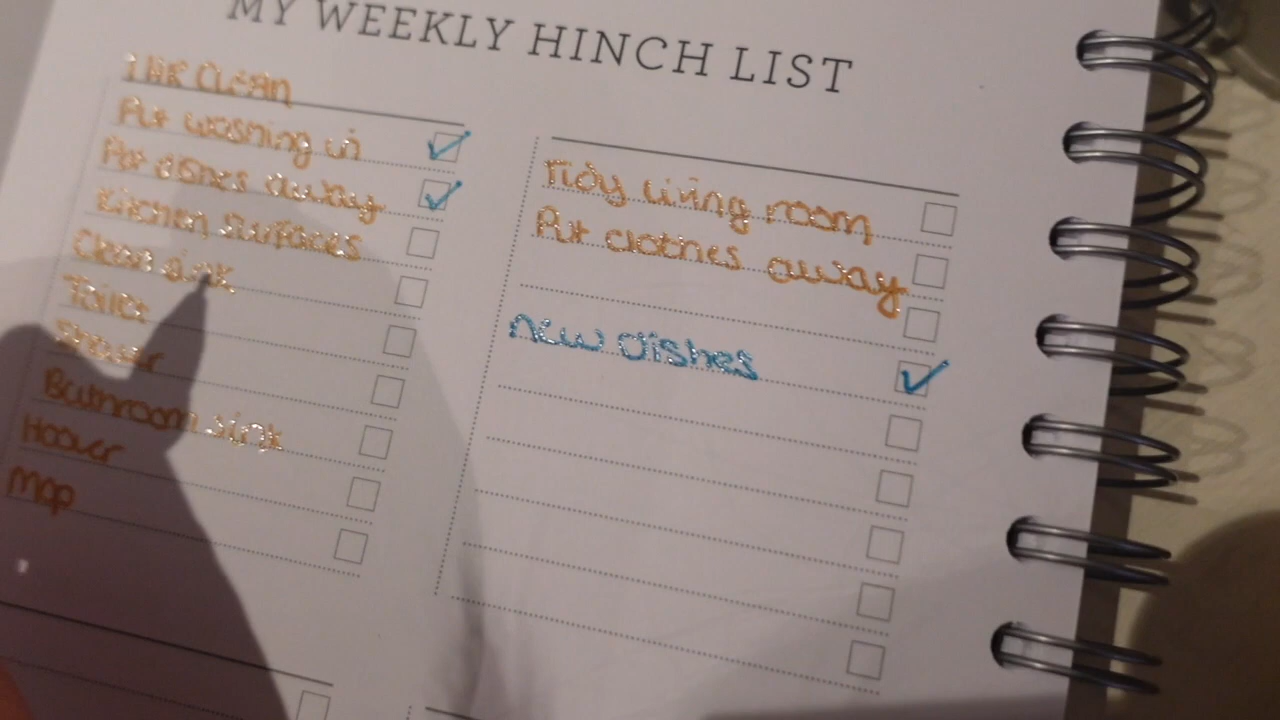 MY WEEKLY HINCH LIST
1 HR CLEAN
Put washing in
Put dishes away
Kitchen surfaces
Clean sink
Toilet
Shower
Bathroom sink
Hoover
Mop
Tidy living room
Put clothes away
new dishes